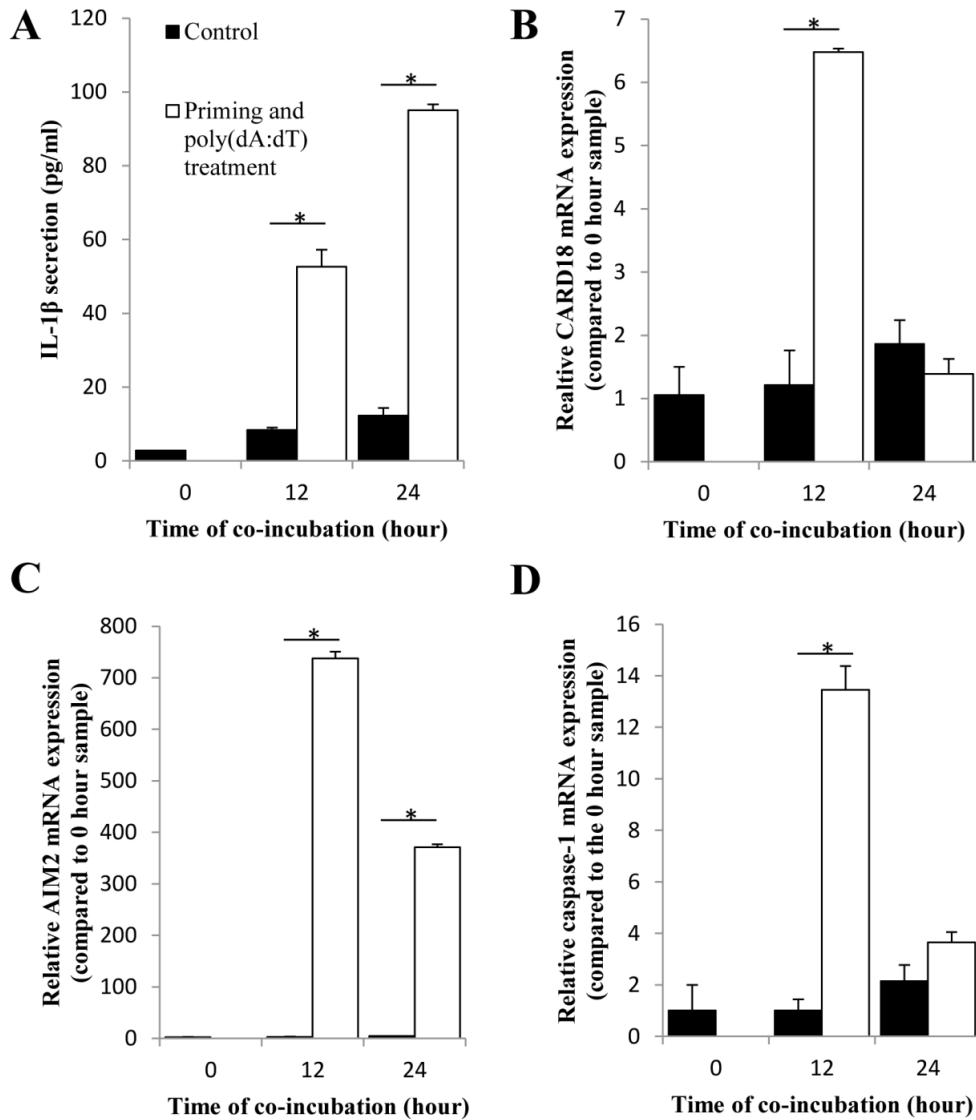 A
120
100
80
60
40
20
0
IL-1β secretion (pg/ml)
Control
Priming and
poly(dA:dT)
treatment
*
*
0 12 24
Time of co-incubation (hour)
B
7
6
5
4
3
2
1
0
Realtive CARD18 mRNA expression
(compared to 0 hour sample)
*
0 12 24
Time of co-incubation (hour)
C
800
700
600
500
400
300
200
100
0
Relative AIM2 mRNA expression
(compared to 0 hour sample)
*
*
0 12 24
Time of co-incubation (hour)
D
16
14
12
10
8
6
4
2
0
Relative caspase-1 mRNA expression
(compared to the 0 hour sample)
*
0 12 24
Time of co-incubation (hour)